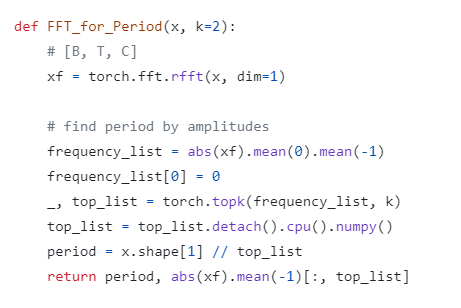 def FFT_for_Period(x, k=2):
    # [B, T, C]
    xf = torch.fft.rfft(x, dim=1)

    # find period by amplitudes
    frequency_list = abs(xf).mean(0).mean(-1)
    frequency_list[0] = 0
    _, top_list = torch.topk(frequency_list, k)
    top_list = top_list.detach().cpu().numpy()
    period = x.shape[1] // top_list
    return period, abs(xf).mean(-1)[:, top_list]